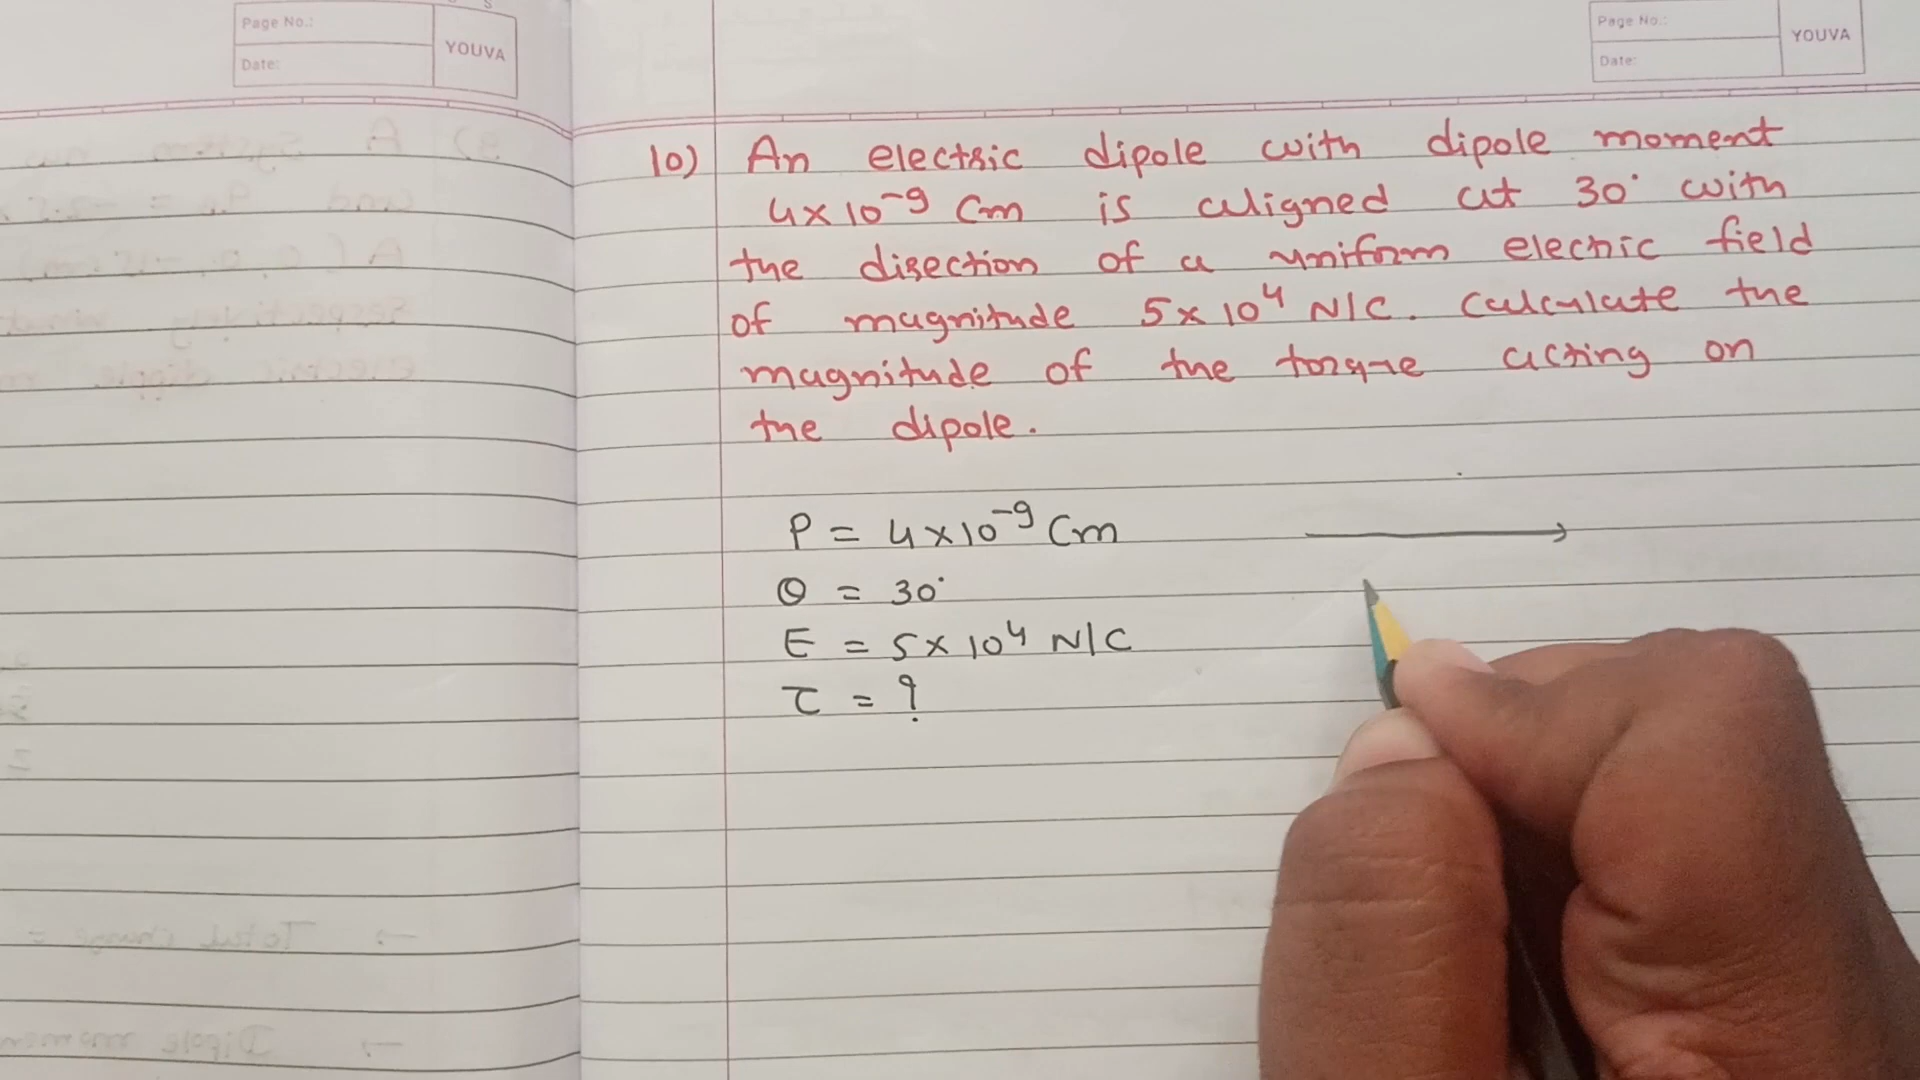 Page No.:
Date:
YOUVA
Page No.:
Date:
YOUVA
10) An electric dipole with dipole moment
4×10⁻⁹ Cm is aligned at 30° with
the direction of a uniform electric field
of magnitude 5×10⁴ N/C. Calculate the
magnitude of the torque acting on
the dipole.
P = 4×10⁻⁹ Cm
θ = 30°
E = 5×10⁴ N/C
τ = ?